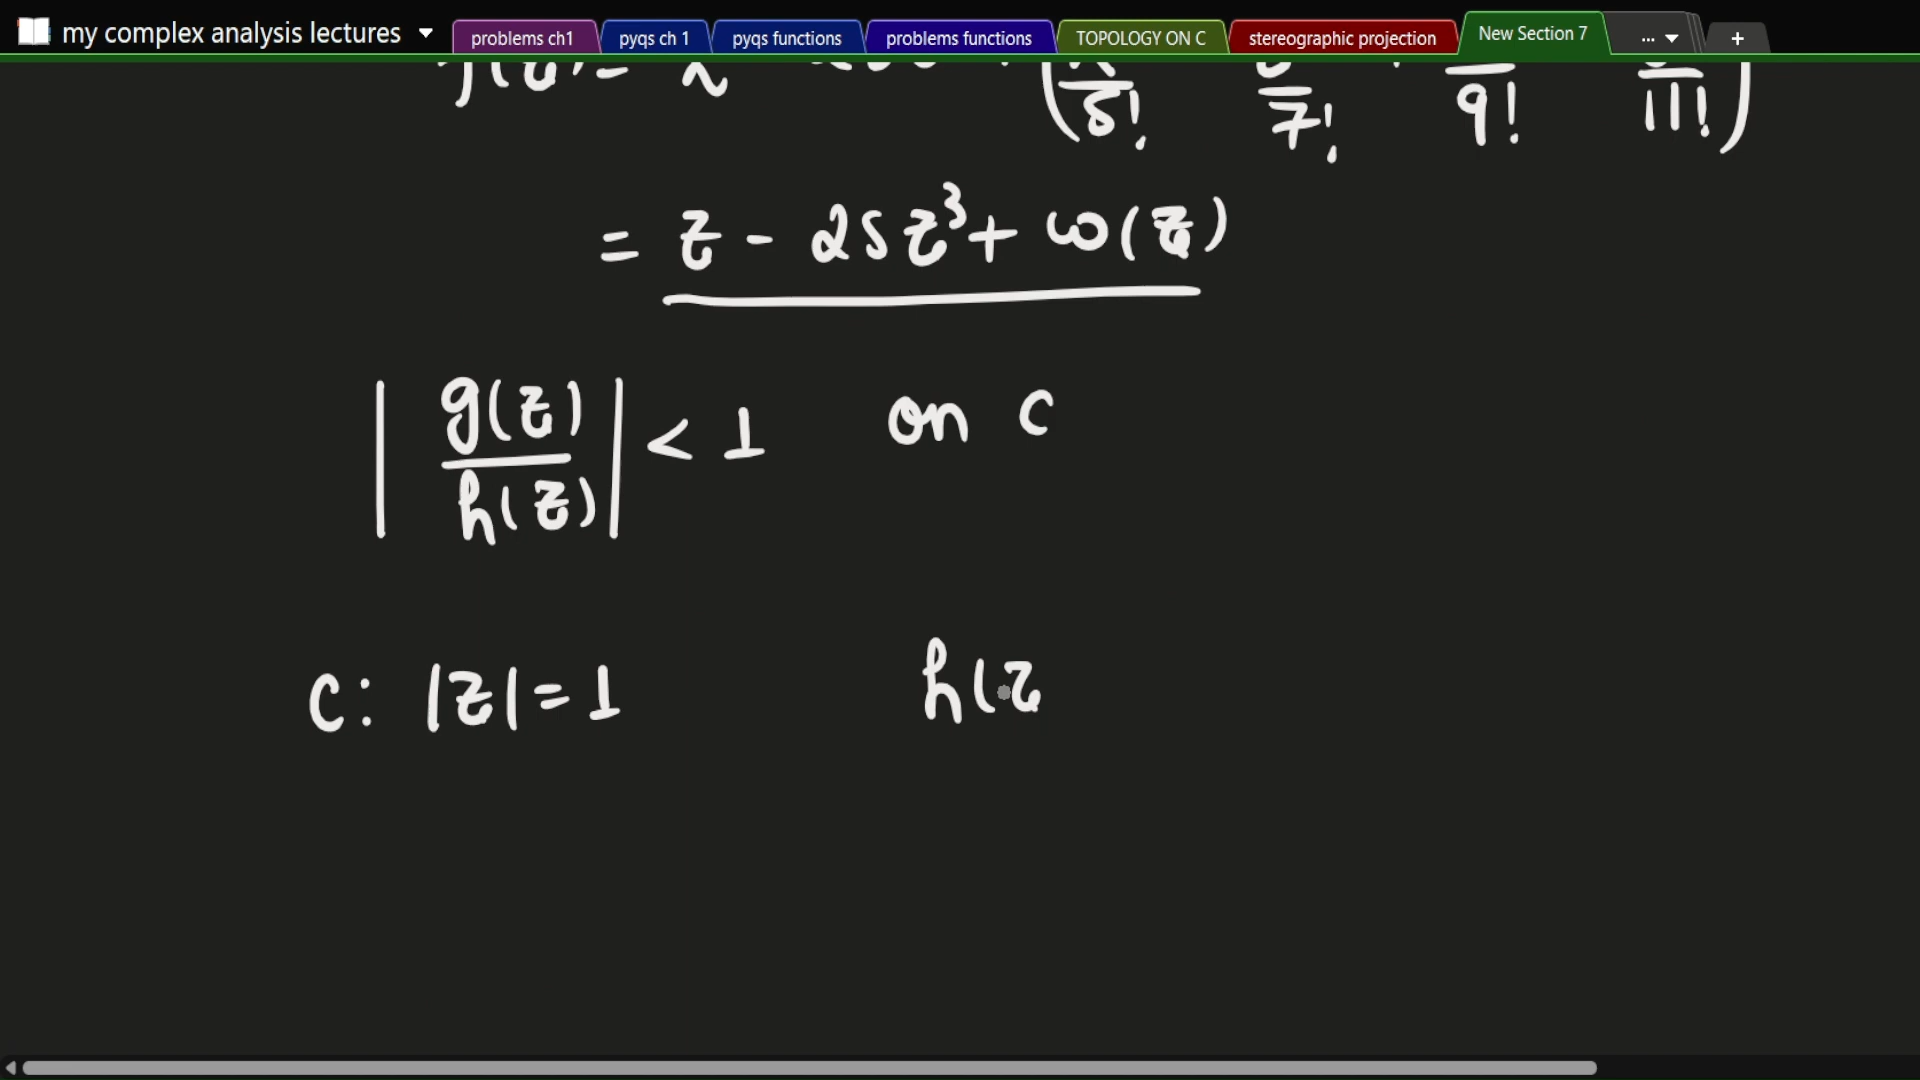 my complex analysis lectures problems ch1 pyqs ch 1 pyqs functions problems functions TOPOLOGY ON C stereographic projection New Section 7 ... +
5! 7! 9! 11! )
= z - 25z³ + ω(z)
| g(z) / h(z) | < 1 on c
c: |z| = 1 h(z